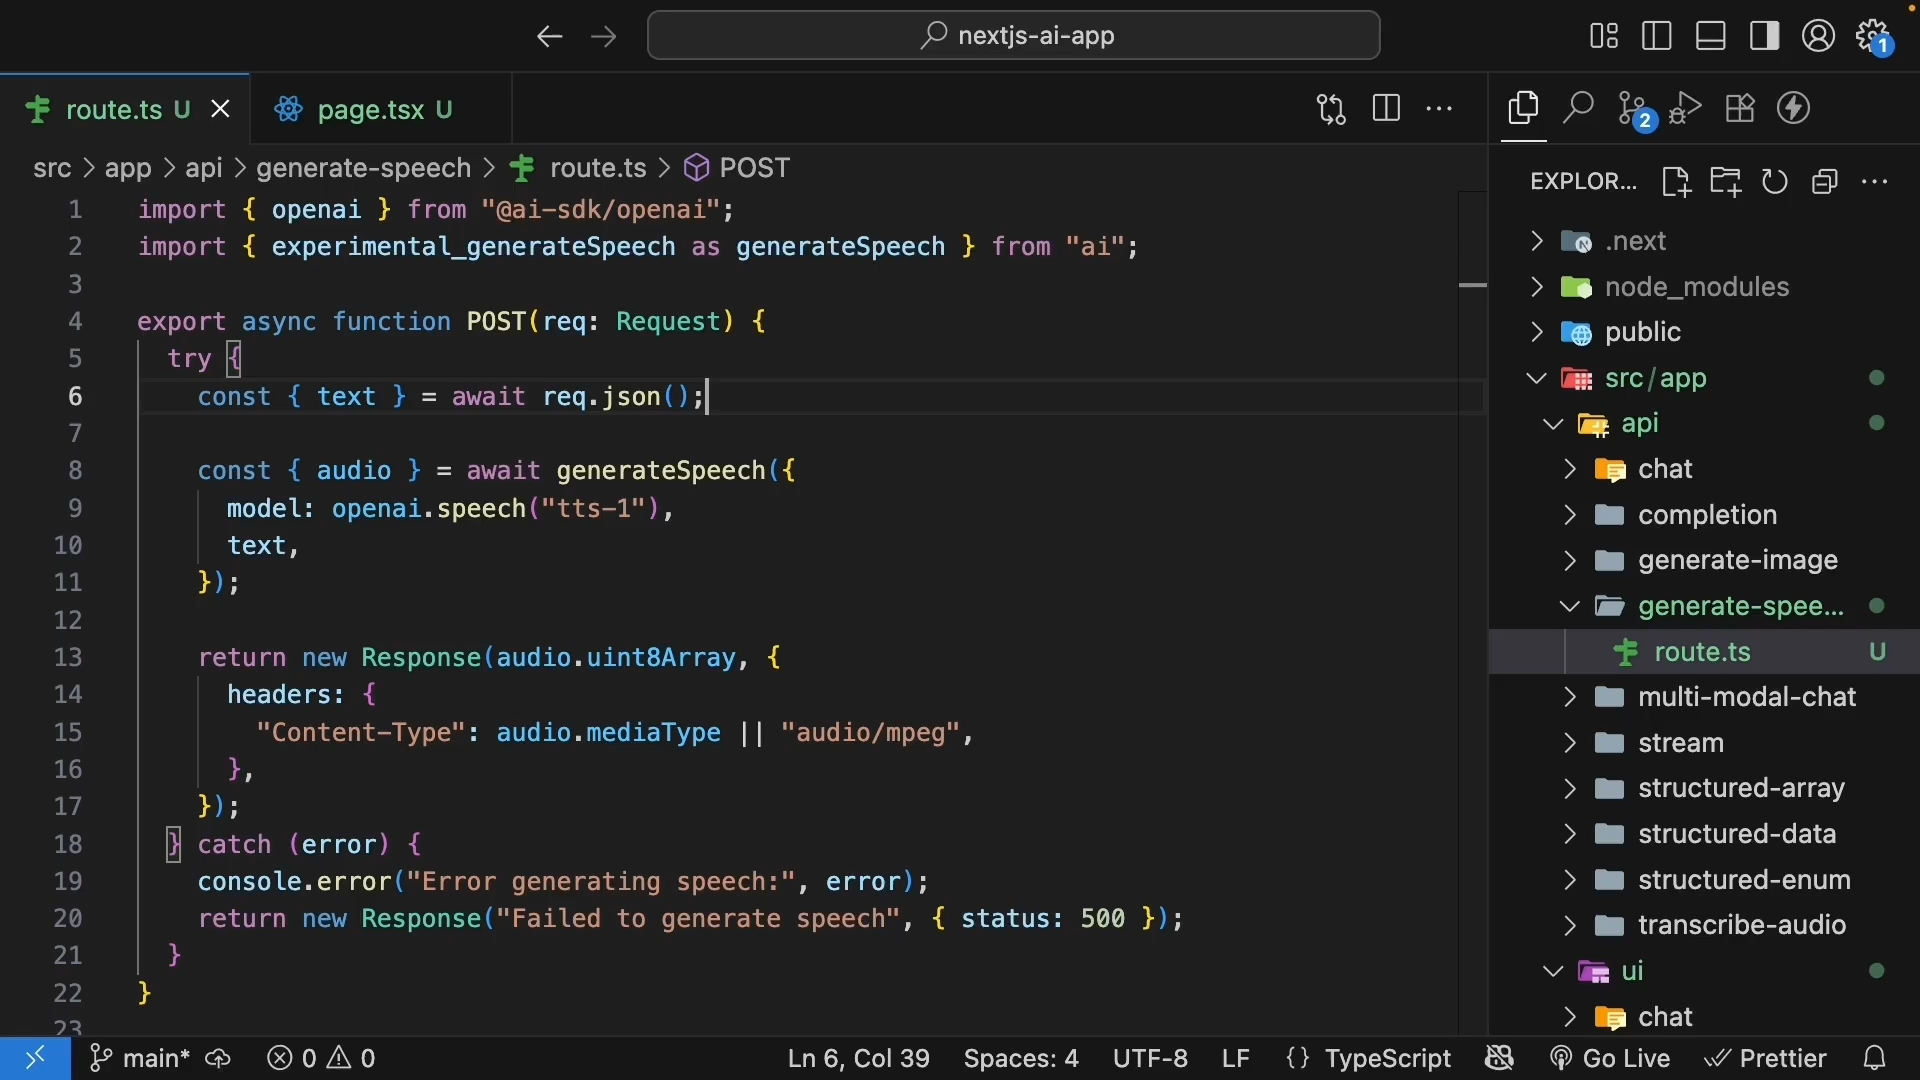 nextjs-ai-app
1
route.ts U
page.tsx U
2
src > app > api > generate-speech > route.ts > POST
1 import { openai } from "@ai-sdk/openai";
2 import { experimental_generateSpeech as generateSpeech } from "ai";
3
4 export async function POST(req: Request) {
5 try {
6 const { text } = await req.json();
7
8 const { audio } = await generateSpeech({
9 model: openai.speech("tts-1"),
10 text,
11 });
12
13 return new Response(audio.uint8Array, {
14 headers: {
15 "Content-Type": audio.mediaType || "audio/mpeg",
16 },
17 });
18 } catch (error) {
19 console.error("Error generating speech:", error);
20 return new Response("Failed to generate speech", { status: 500 });
21 }
22 }
23
EXPLOR...
.next
node_modules
public
src/app
api
chat
completion
generate-image
generate-spee...
route.ts U
multi-modal-chat
stream
structured-array
structured-data
structured-enum
transcribe-audio
ui
chat
main* 0 0 Ln 6, Col 39 Spaces: 4 UTF-8 LF {} TypeScript Go Live Prettier